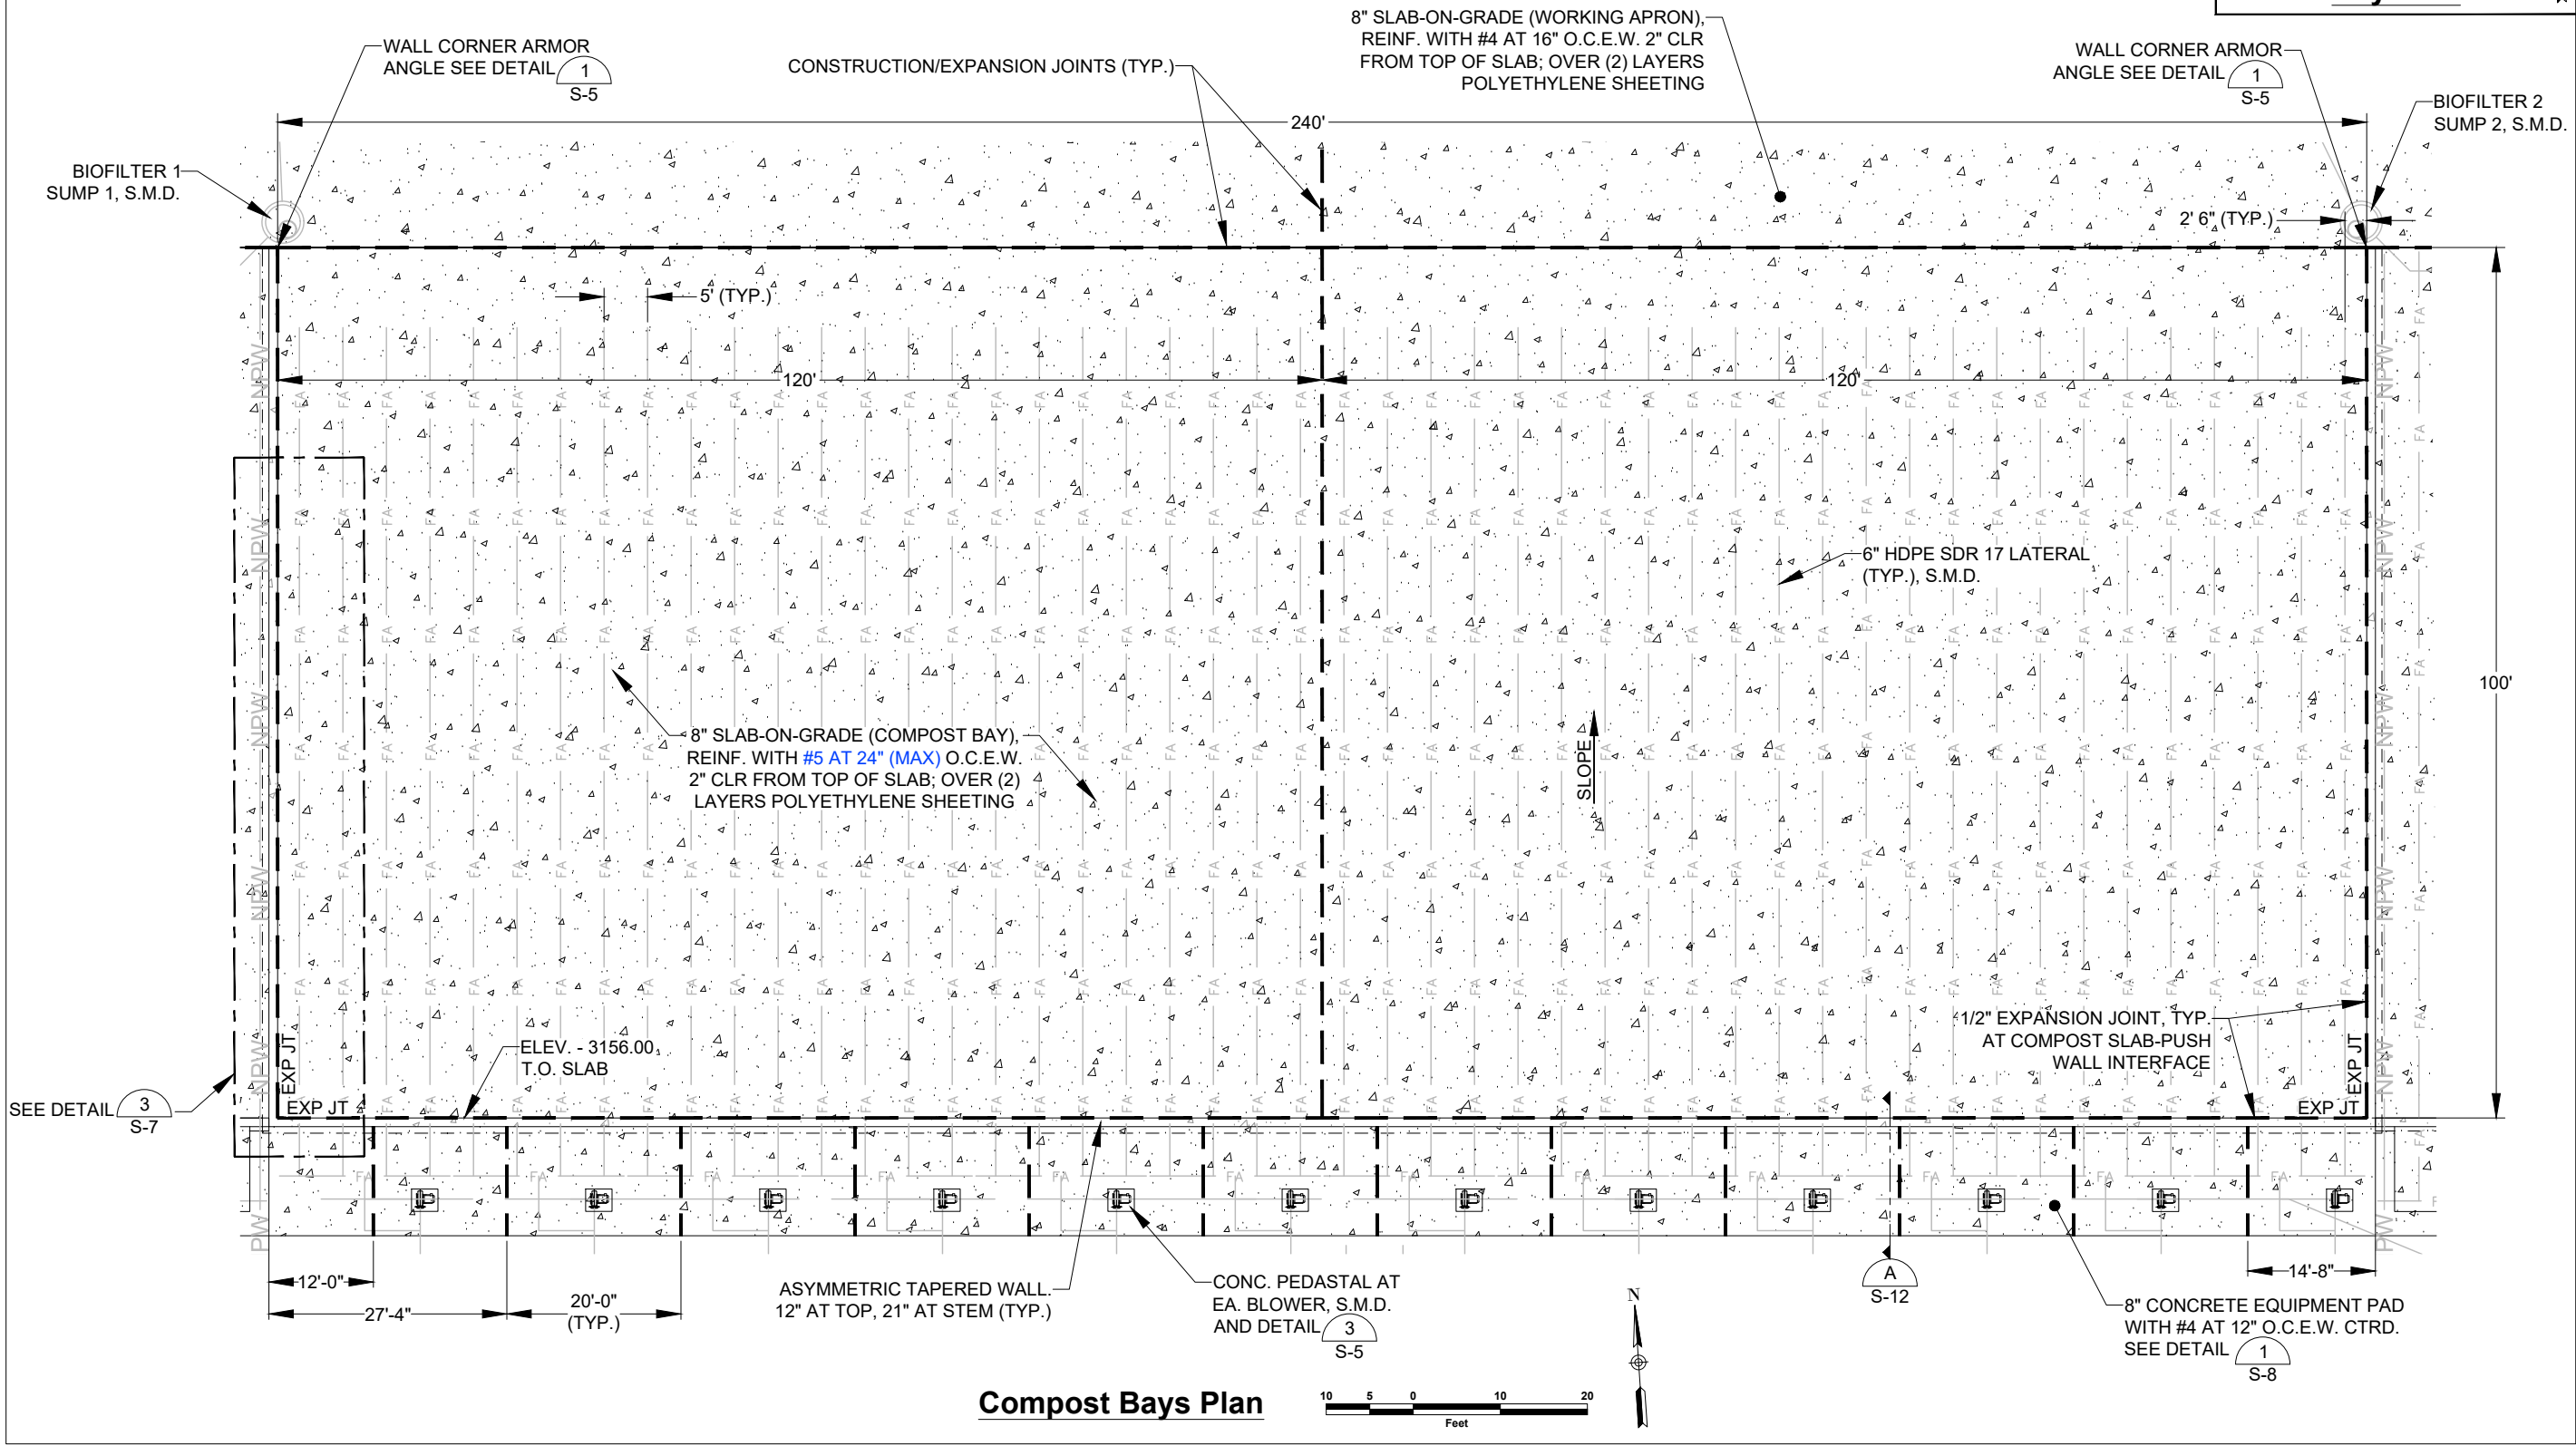 8" SLAB-ON-GRADE (WORKING APRON),
REINF. WITH #4 AT 16" O.C.E.W. 2" CLR
FROM TOP OF SLAB; OVER (2) LAYERS
POLYETHYLENE SHEETING
WALL CORNER ARMOR
ANGLE SEE DETAIL 1
S-5
CONSTRUCTION/EXPANSION JOINTS (TYP.)
WALL CORNER ARMOR
ANGLE SEE DETAIL 1
S-5
BIOFILTER 2
SUMP 2, S.M.D.
240'
BIOFILTER 1
SUMP 1, S.M.D.
2' 6" (TYP.)
5' (TYP.)
120'
120'
NPW
FA
6" HDPE SDR 17 LATERAL
(TYP.), S.M.D.
100'
8" SLAB-ON-GRADE (COMPOST BAY),
REINF. WITH #5 AT 24" (MAX) O.C.E.W.
2" CLR FROM TOP OF SLAB; OVER (2)
LAYERS POLYETHYLENE SHEETING
SLOPE
1/2" EXPANSION JOINT, TYP.
AT COMPOST SLAB-PUSH
WALL INTERFACE
ELEV. - 3156.00
T.O. SLAB
EXP JT
EXP JT
EXP JT
EXP JT
SEE DETAIL 3
S-7
12'-0"
27'-4"
20'-0"
(TYP.)
ASYMMETRIC TAPERED WALL.
12" AT TOP, 21" AT STEM (TYP.)
CONC. PEDASTAL AT
EA. BLOWER, S.M.D.
AND DETAIL 3
S-5
A
S-12
14'-8"
8" CONCRETE EQUIPMENT PAD
WITH #4 AT 12" O.C.E.W. CTRD.
SEE DETAIL 1
S-8
N
Compost Bays Plan
10 5 0 10 20
Feet